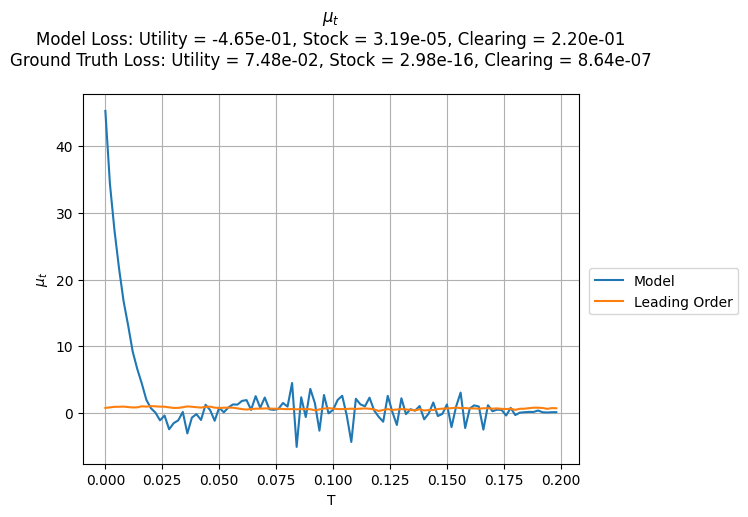 μt
Model Loss: Utility = -4.65e-01, Stock = 3.19e-05, Clearing = 2.20e-01
Ground Truth Loss: Utility = 7.48e-02, Stock = 2.98e-16, Clearing = 8.64e-07
40
30
20
10
0
μt
0.000 0.025 0.050 0.075 0.100 0.125 0.150 0.175 0.200
T
Model
Leading Order